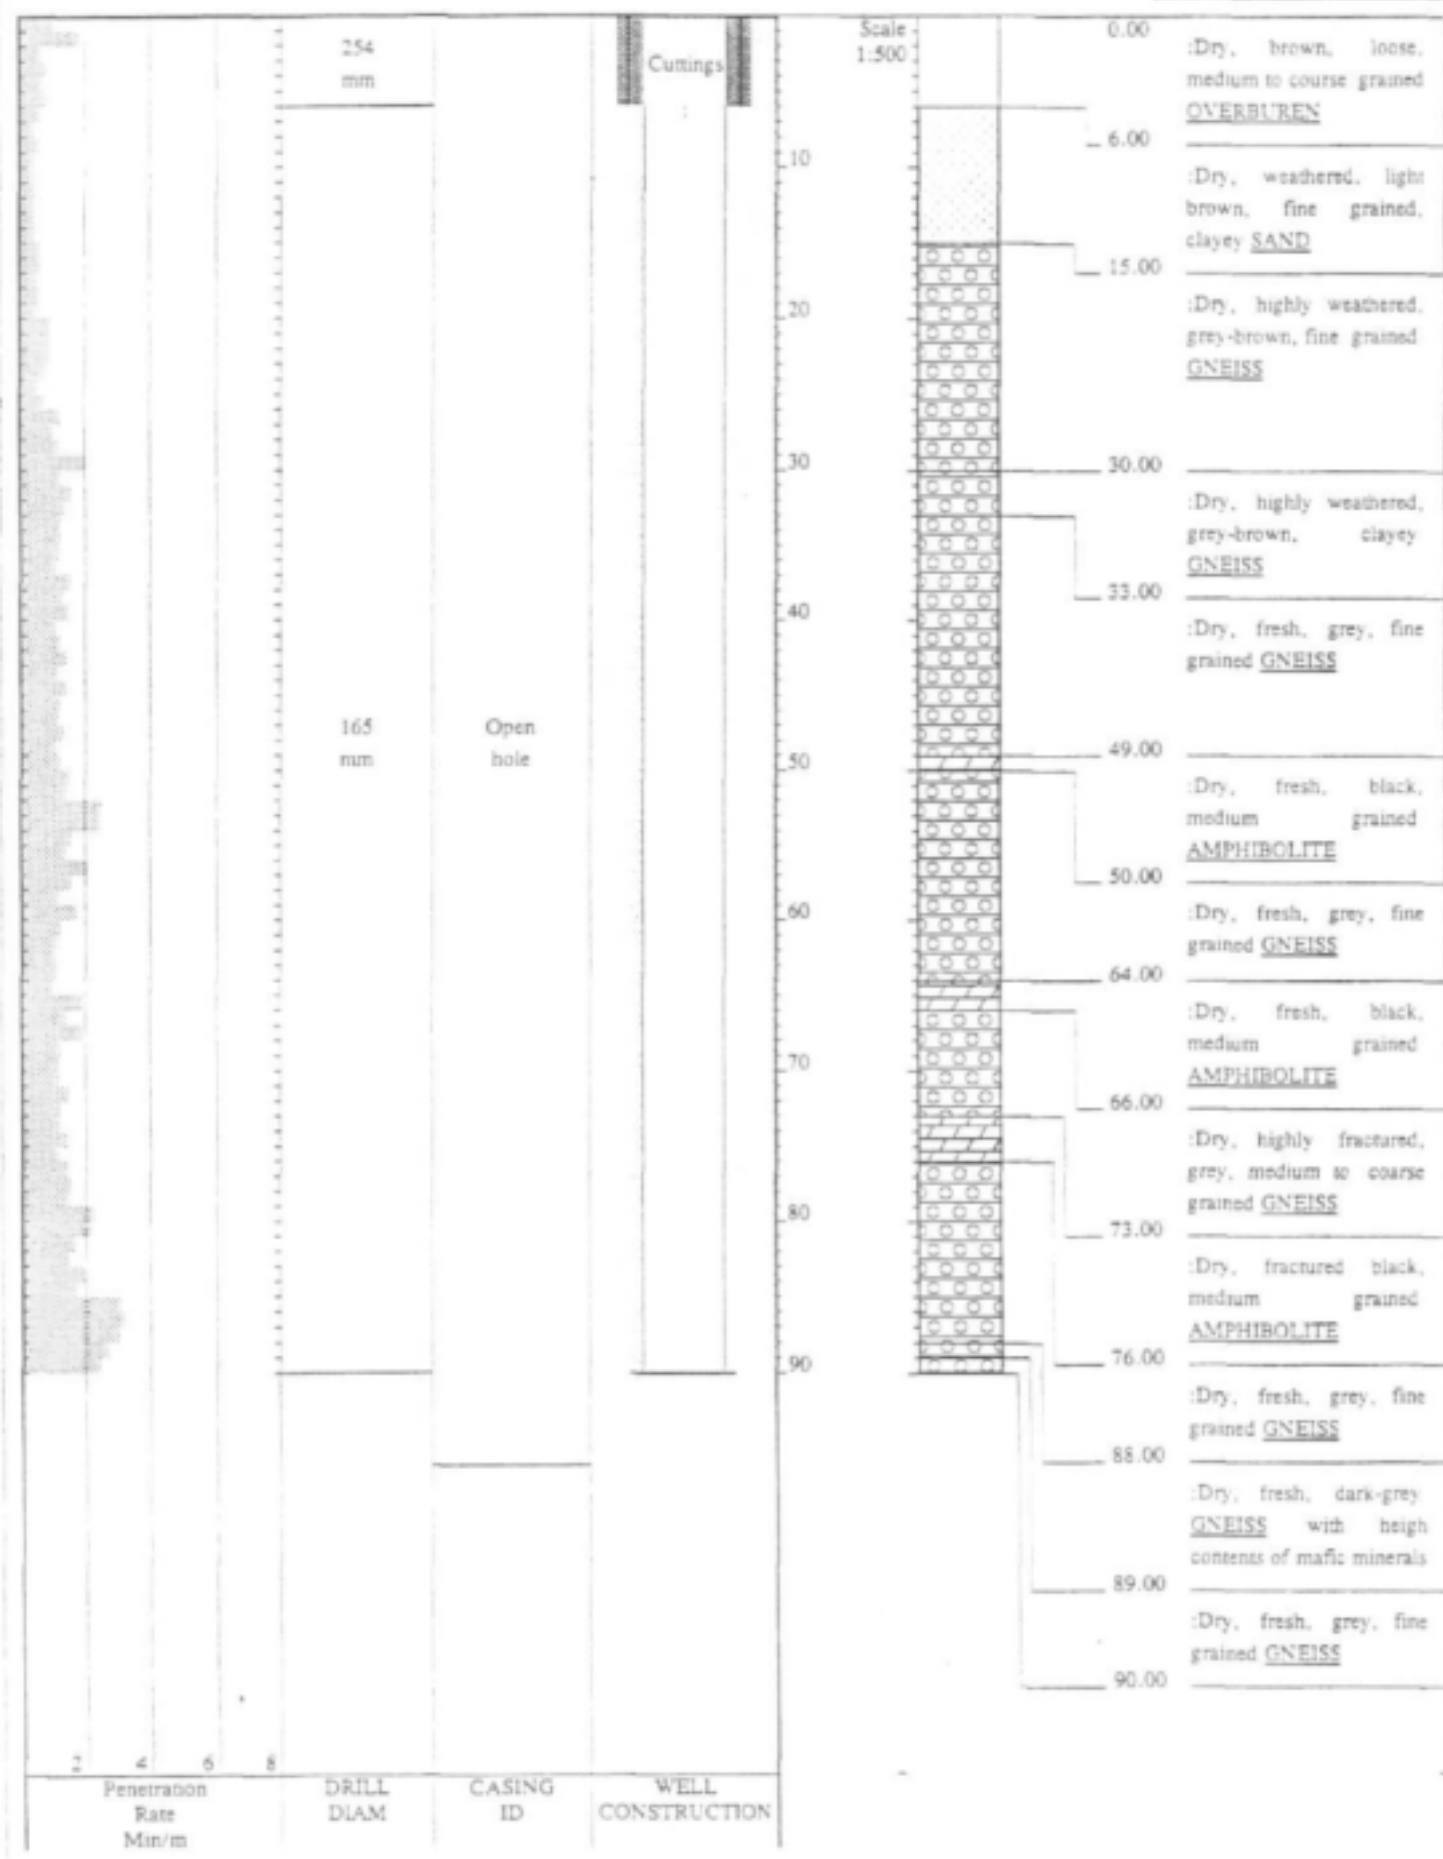 254
mm
Cuttings
Scale
1:500
0.00
:Dry, brown, loose,
medium to course grained
OVERBUREN
6.00
10
:Dry, weathered, light
brown, fine grained,
clayey SAND
15.00
20
:Dry, highly weathered,
grey-brown, fine grained
GNEISS
30
30.00
:Dry, highly weathered,
grey-brown, clayey
GNEISS
33.00
40
:Dry, fresh, grey, fine
grained GNEISS
165
mm
Open
hole
49.00
50
:Dry, fresh, black,
medium grained
AMPHIBOLITE
50.00
60
:Dry, fresh, grey, fine
grained GNEISS
64.00
:Dry, fresh, black,
medium grained
AMPHIBOLITE
66.00
70
:Dry, highly fractured,
grey, medium to coarse
grained GNEISS
73.00
80
:Dry, fractured black,
medium grained
AMPHIBOLITE
76.00
90
:Dry, fresh, grey, fine
grained GNEISS
88.00
:Dry, fresh, dark-grey
GNEISS with heigh
contents of mafic minerals
89.00
:Dry, fresh, grey, fine
grained GNEISS
90.00
2 4 6 8
Penetration
Rate
Min/m
DRILL
DIAM
CASING
ID
WELL
CONSTRUCTION